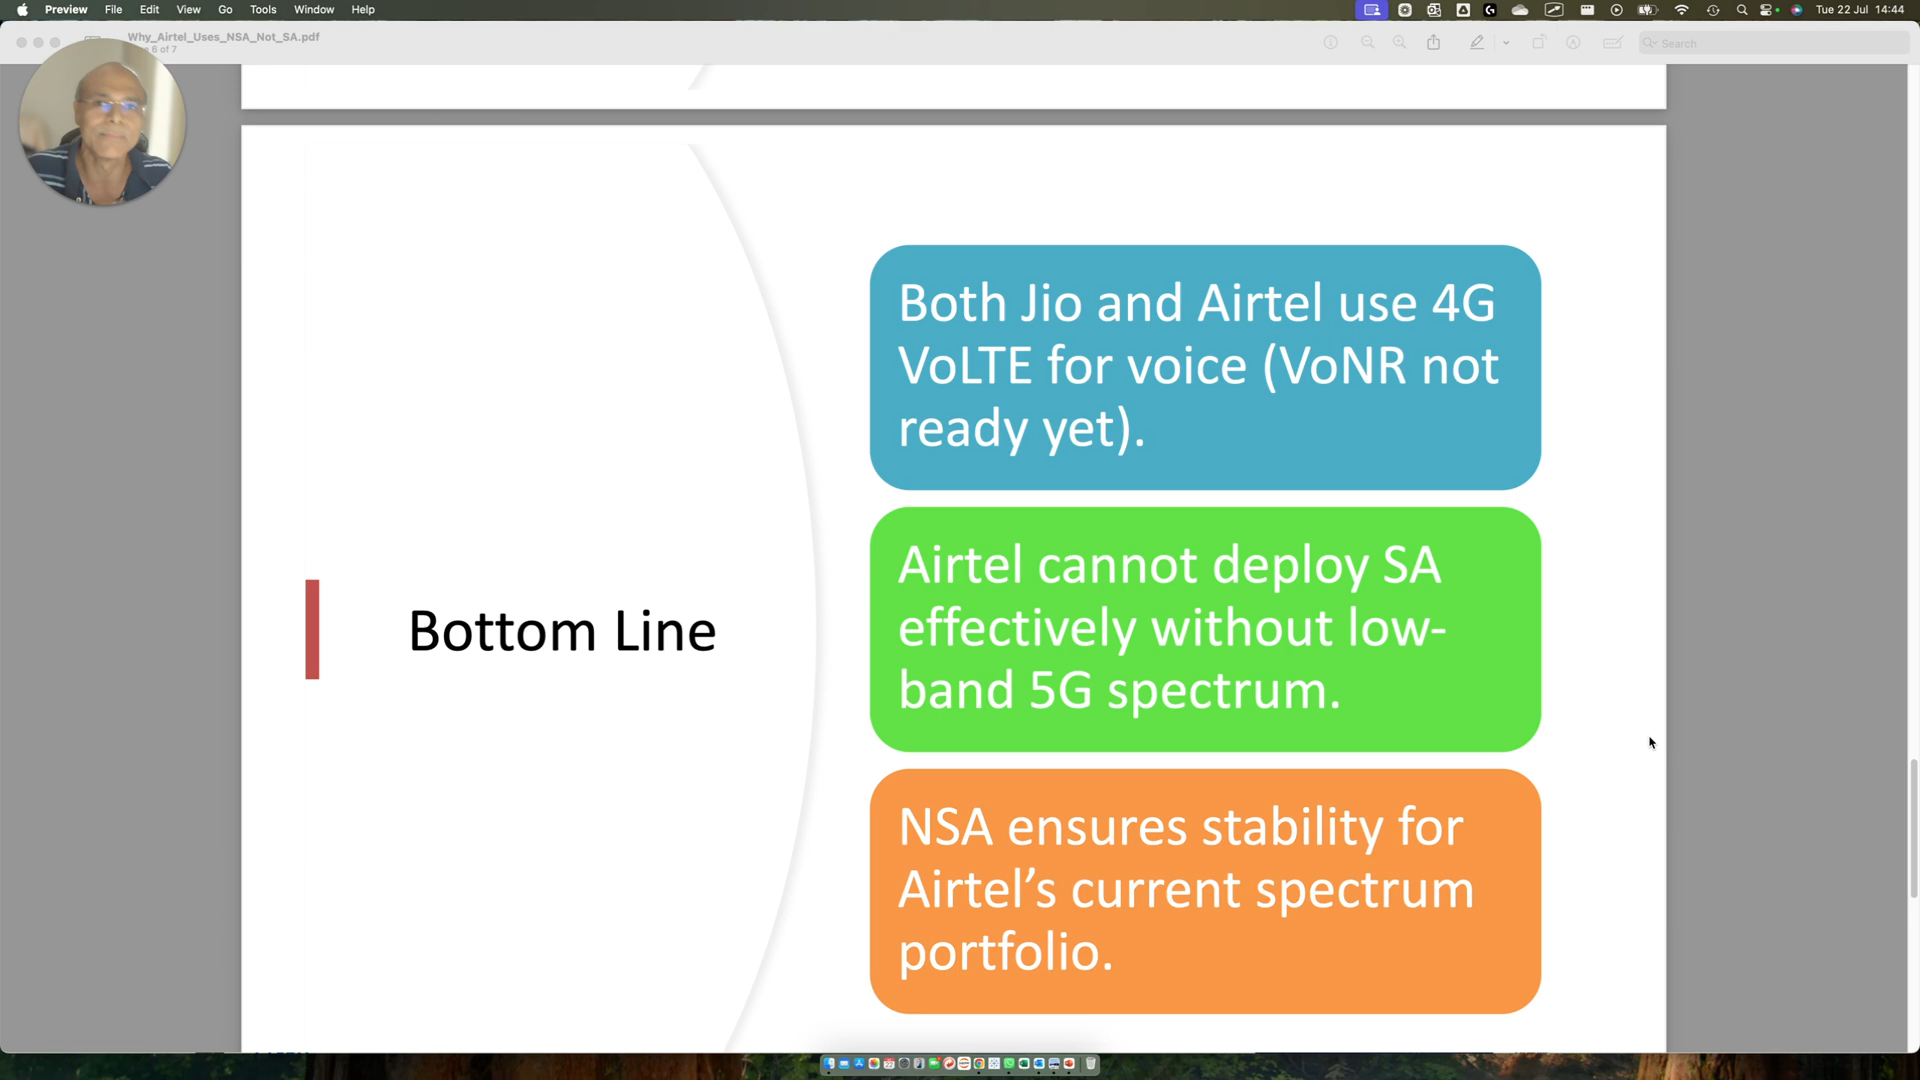 Preview File Edit View Go Tools Window Help
Tue 22 Jul 14:44
Why_Airtel_Uses_NSA_Not_SA.pdf
6 of 7
Search
Both Jio and Airtel use 4G
VoLTE for voice (VoNR not
ready yet).
Airtel cannot deploy SA
effectively without low-
band 5G spectrum.
Bottom Line
NSA ensures stability for
Airtel’s current spectrum
portfolio.